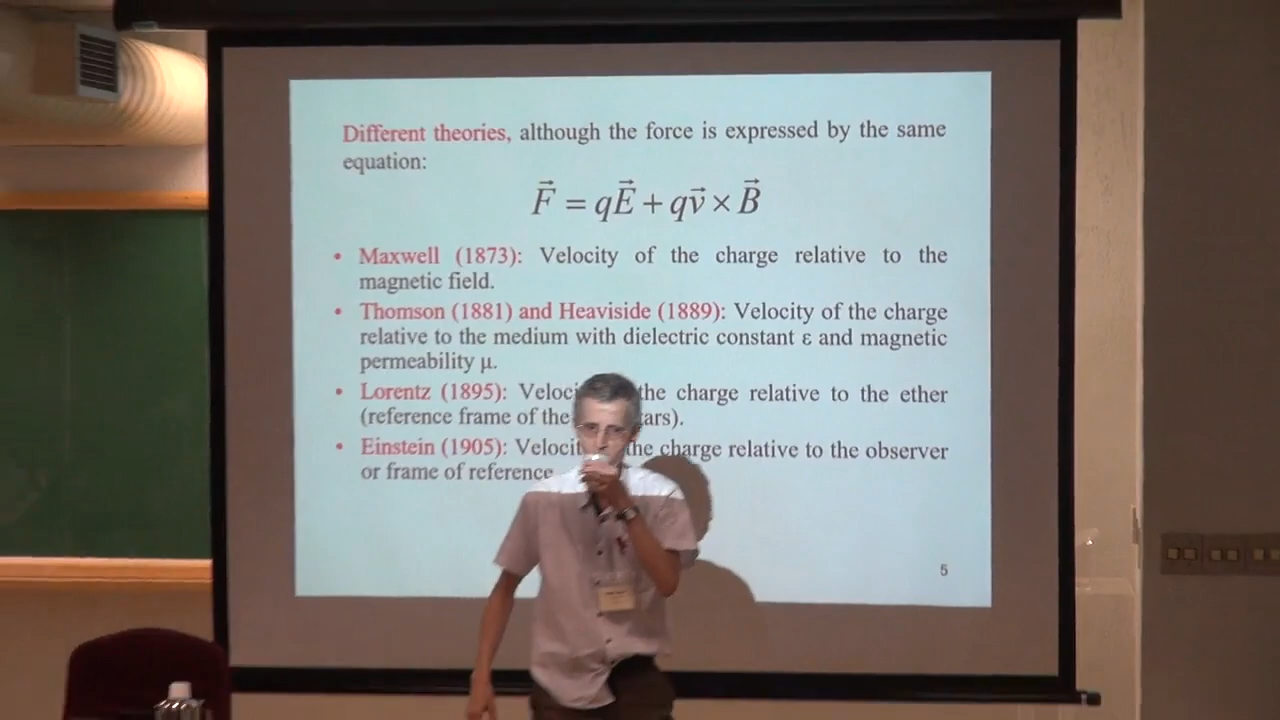 Different theories, although the force is expressed by the same
equation:
F⃗ = qE⃗ + qv⃗ × B⃗
• Maxwell (1873): Velocity of the charge relative to the
magnetic field.
• Thomson (1881) and Heaviside (1889): Velocity of the charge
relative to the medium with dielectric constant ε and magnetic
permeability μ.
• Lorentz (1895): Veloci the charge relative to the ether
(reference frame of the ars).
• Einstein (1905): Velocit the charge relative to the observer
or frame of reference
5